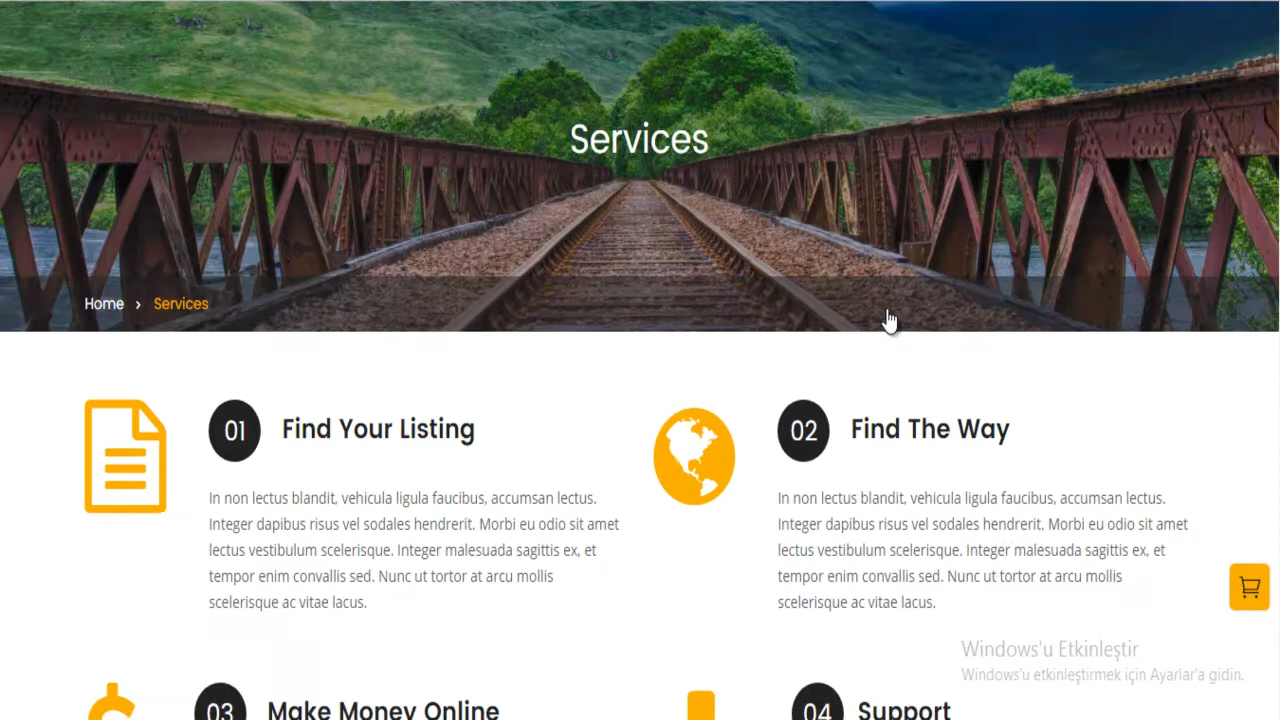 Services
Home › Services
01 Find Your Listing
In non lectus blandit, vehicula ligula faucibus, accumsan lectus.
Integer dapibus risus vel sodales hendrerit. Morbi eu odio sit amet
lectus vestibulum scelerisque. Integer malesuada sagittis ex, et
tempor enim convallis sed. Nunc ut tortor at arcu mollis
scelerisque ac vitae lacus.
02 Find The Way
In non lectus blandit, vehicula ligula faucibus, accumsan lectus.
Integer dapibus risus vel sodales hendrerit. Morbi eu odio sit amet
lectus vestibulum scelerisque. Integer malesuada sagittis ex, et
tempor enim convallis sed. Nunc ut tortor at arcu mollis
scelerisque ac vitae lacus.
03 Make Money Online
04 Support
Windows'u Etkinleştir
Windows'u etkinleştirmek için Ayarlar'a gidin.